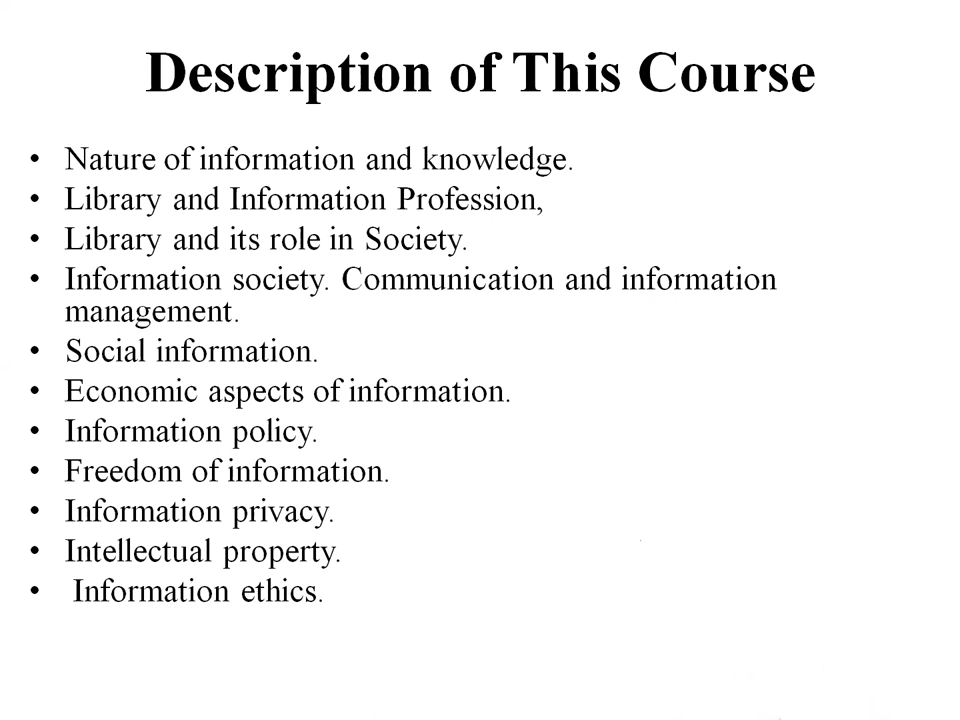 Description of This Course
• Nature of information and knowledge.
• Library and Information Profession,
• Library and its role in Society.
• Information society. Communication and information
management.
• Social information.
• Economic aspects of information.
• Information policy.
• Freedom of information.
• Information privacy.
• Intellectual property.
• Information ethics.